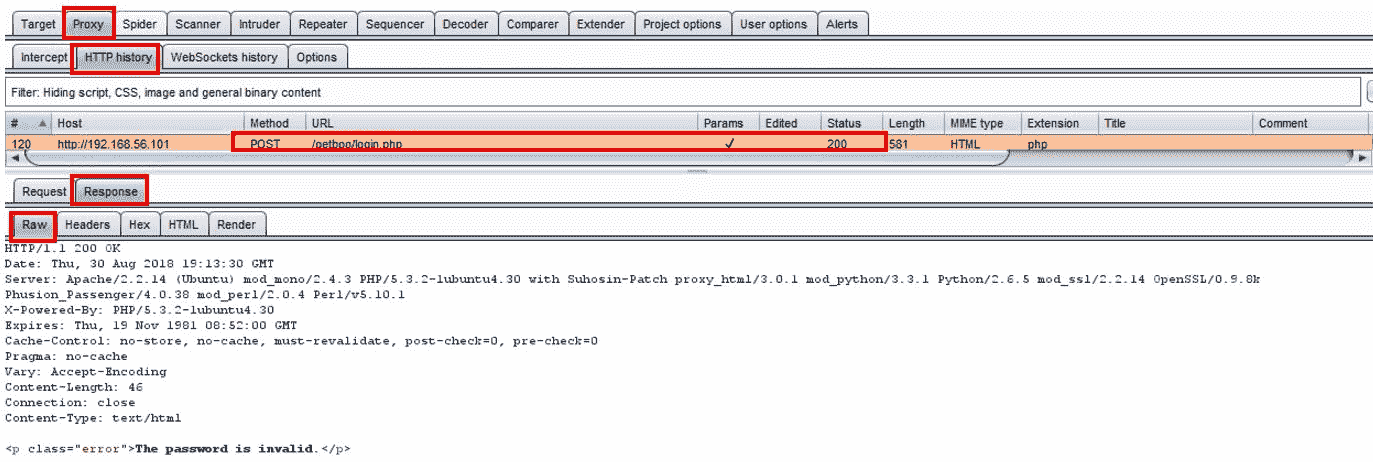 Target Proxy Spider Scanner Intruder Repeater Sequencer Decoder Comparer Extender Project options User options Alerts
Intercept HTTP history WebSockets history Options
Filter: Hiding script, CSS, image and general binary content
# Host Method URL Params Edited Status Length MIME type Extension Title Comment
120 http://192.168.56.101 POST /getboo/login.php ✓ 200 581 HTML php
Request Response
Raw Headers Hex HTML Render
HTTP/1.1 200 OK
Date: Thu, 30 Aug 2018 19:13:30 GMT
Server: Apache/2.2.14 (Ubuntu) mod_mono/2.4.3 PHP/5.3.2-1ubuntu4.30 with Suhosin-Patch proxy_html/3.0.1 mod_python/3.3.1 Python/2.6.5 mod_ssl/2.2.14 OpenSSL/0.9.8k
Phusion_Passenger/4.0.38 mod_perl/2.0.4 Perl/v5.10.1
X-Powered-By: PHP/5.3.2-1ubuntu4.30
Expires: Thu, 19 Nov 1981 08:52:00 GMT
Cache-Control: no-store, no-cache, must-revalidate, post-check=0, pre-check=0
Pragma: no-cache
Vary: Accept-Encoding
Content-Length: 46
Connection: close
Content-Type: text/html
<p class="error">The password is invalid.</p>